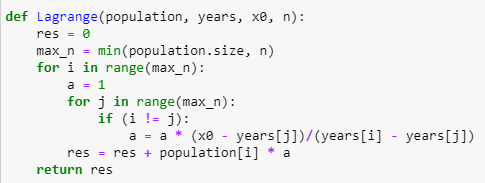 def Lagrange(population, years, x0, n):
    res = 0
    max_n = min(population.size, n)
    for i in range(max_n):
        a = 1
        for j in range(max_n):
            if (i != j):
                a = a * (x0 - years[j])/(years[i] - years[j])
        res = res + population[i] * a
    return res